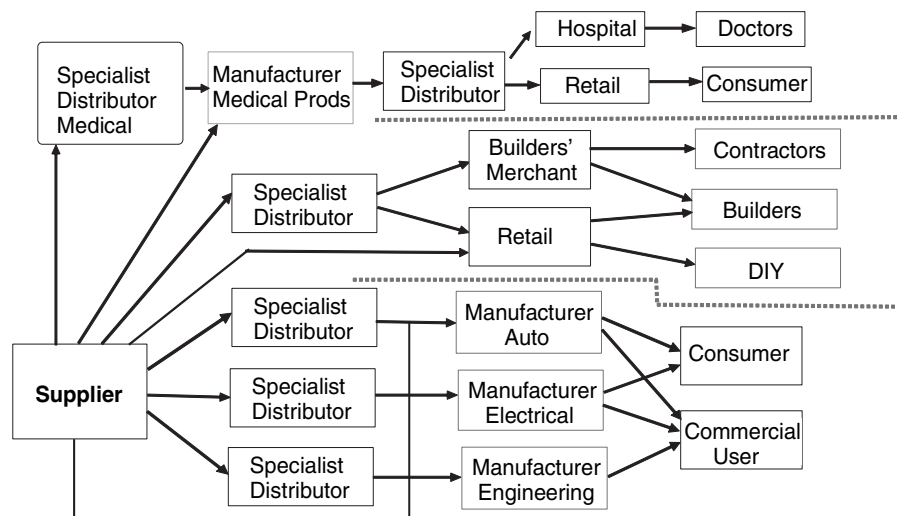 Specialist
Distributor
Medical
Manufacturer
Medical Prods
Specialist
Distributor
Hospital
Doctors
Retail
Consumer
Specialist
Distributor
Builders'
Merchant
Contractors
Builders
Retail
DIY
Supplier
Specialist
Distributor
Manufacturer
Auto
Consumer
Specialist
Distributor
Manufacturer
Electrical
Commercial
User
Specialist
Distributor
Manufacturer
Engineering